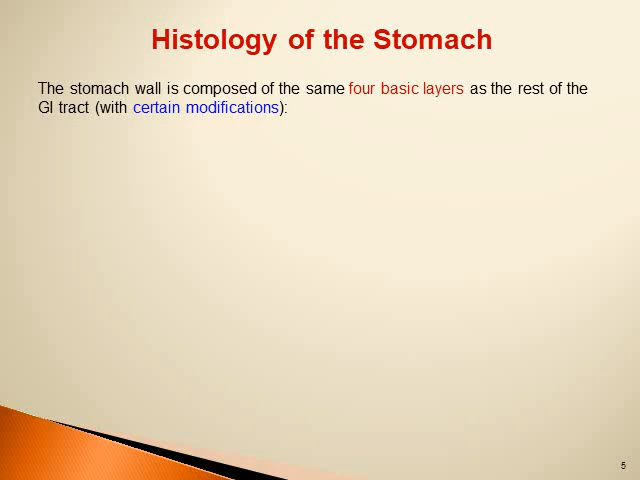 Histology of the Stomach
The stomach wall is composed of the same four basic layers as the rest of the
GI tract (with certain modifications):
5